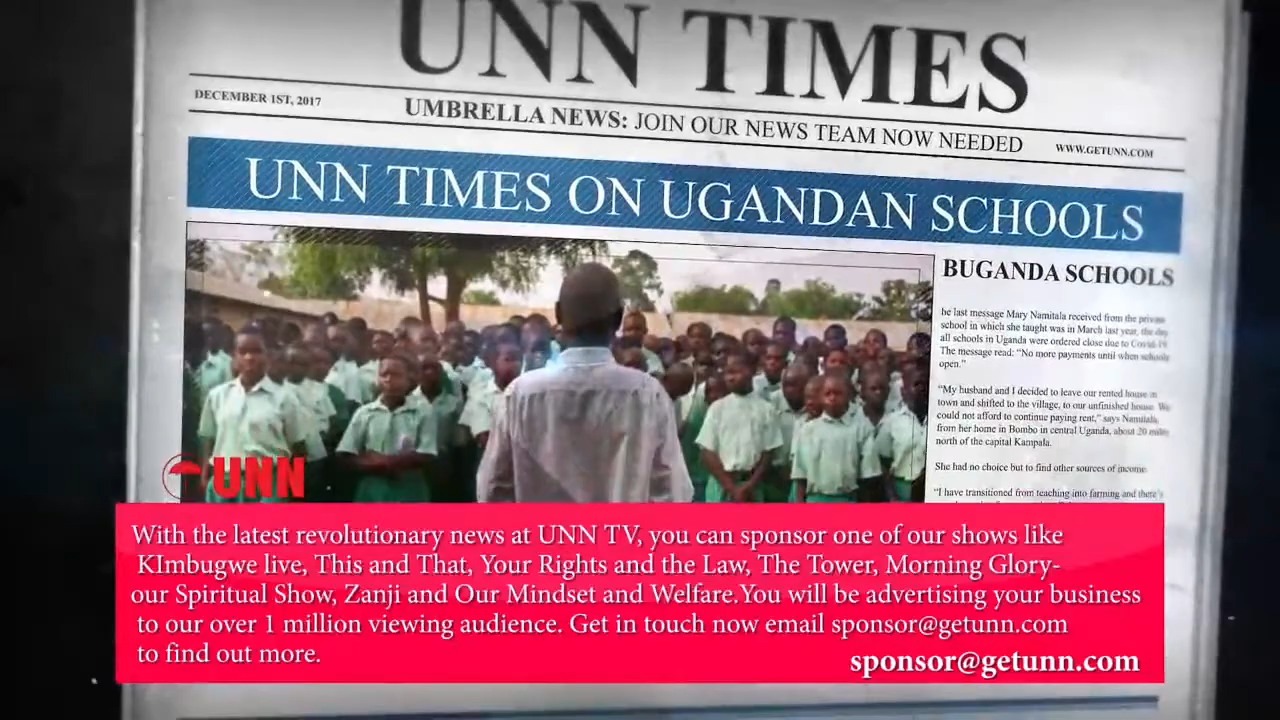 UNN TIMES
DECEMBER 1ST, 2017
UMBRELLA NEWS: JOIN OUR NEWS TEAM NOW NEEDED
WWW.GETUNN.COM
UNN TIMES ON UGANDAN SCHOOLS
BUGANDA SCHOOLS
he last message Mary Namitala received from the private
school in which she taught was in March last year, the day
all schools in Uganda were ordered close due to Covid-19.
The message read: “No more payments until when schools
open.”
“My husband and I decided to leave our rented house in
town and shifted to the village, to our unfinished house. We
could not afford to continue paying rent,” says Namitala,
from her home in Bombo in central Uganda, about 20 miles
north of the capital Kampala.
She had no choice but to find other sources of income.
“I have transitioned from teaching into farming and there’s
UNN
With the latest revolutionary news at UNN TV, you can sponsor one of our shows like
KImbugwe live, This and That, Your Rights and the Law, The Tower, Morning Glory-
our Spiritual Show, Zanji and Our Mindset and Welfare.You will be advertising your business
to our over 1 million viewing audience. Get in touch now email sponsor@getunn.com
to find out more.
sponsor@getunn.com